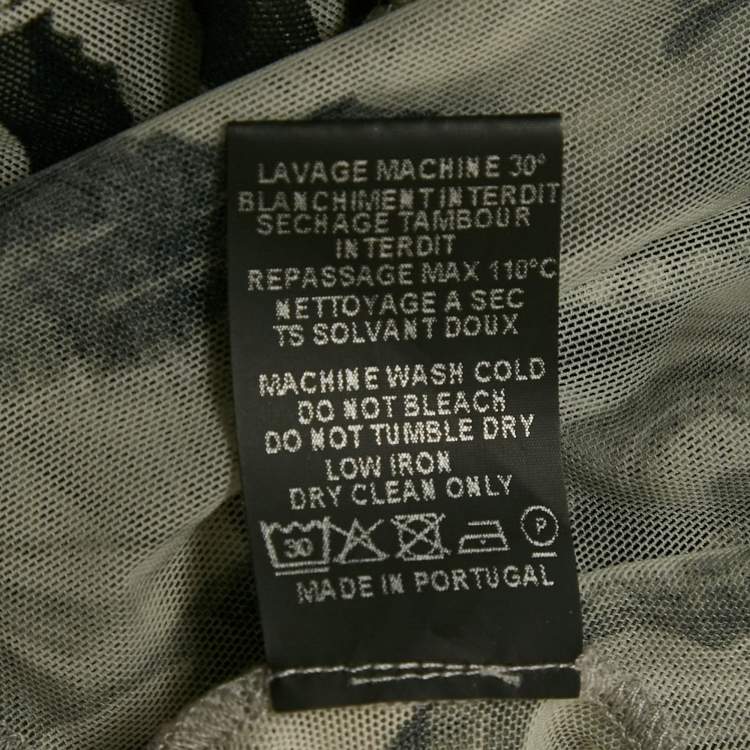 LAVAGE MACHINE 30°
BLANCHIMENT INTERDIT
SECHAGE TAMBOUR
INTERDIT
REPASSAGE MAX 110°C
NETTOYAGE A SEC
TS SOLVANT DOUX
MACHINE WASH COLD
DO NOT BLEACH
DO NOT TUMBLE DRY
LOW IRON
DRY CLEAN ONLY
30 P
MADE IN PORTUGAL